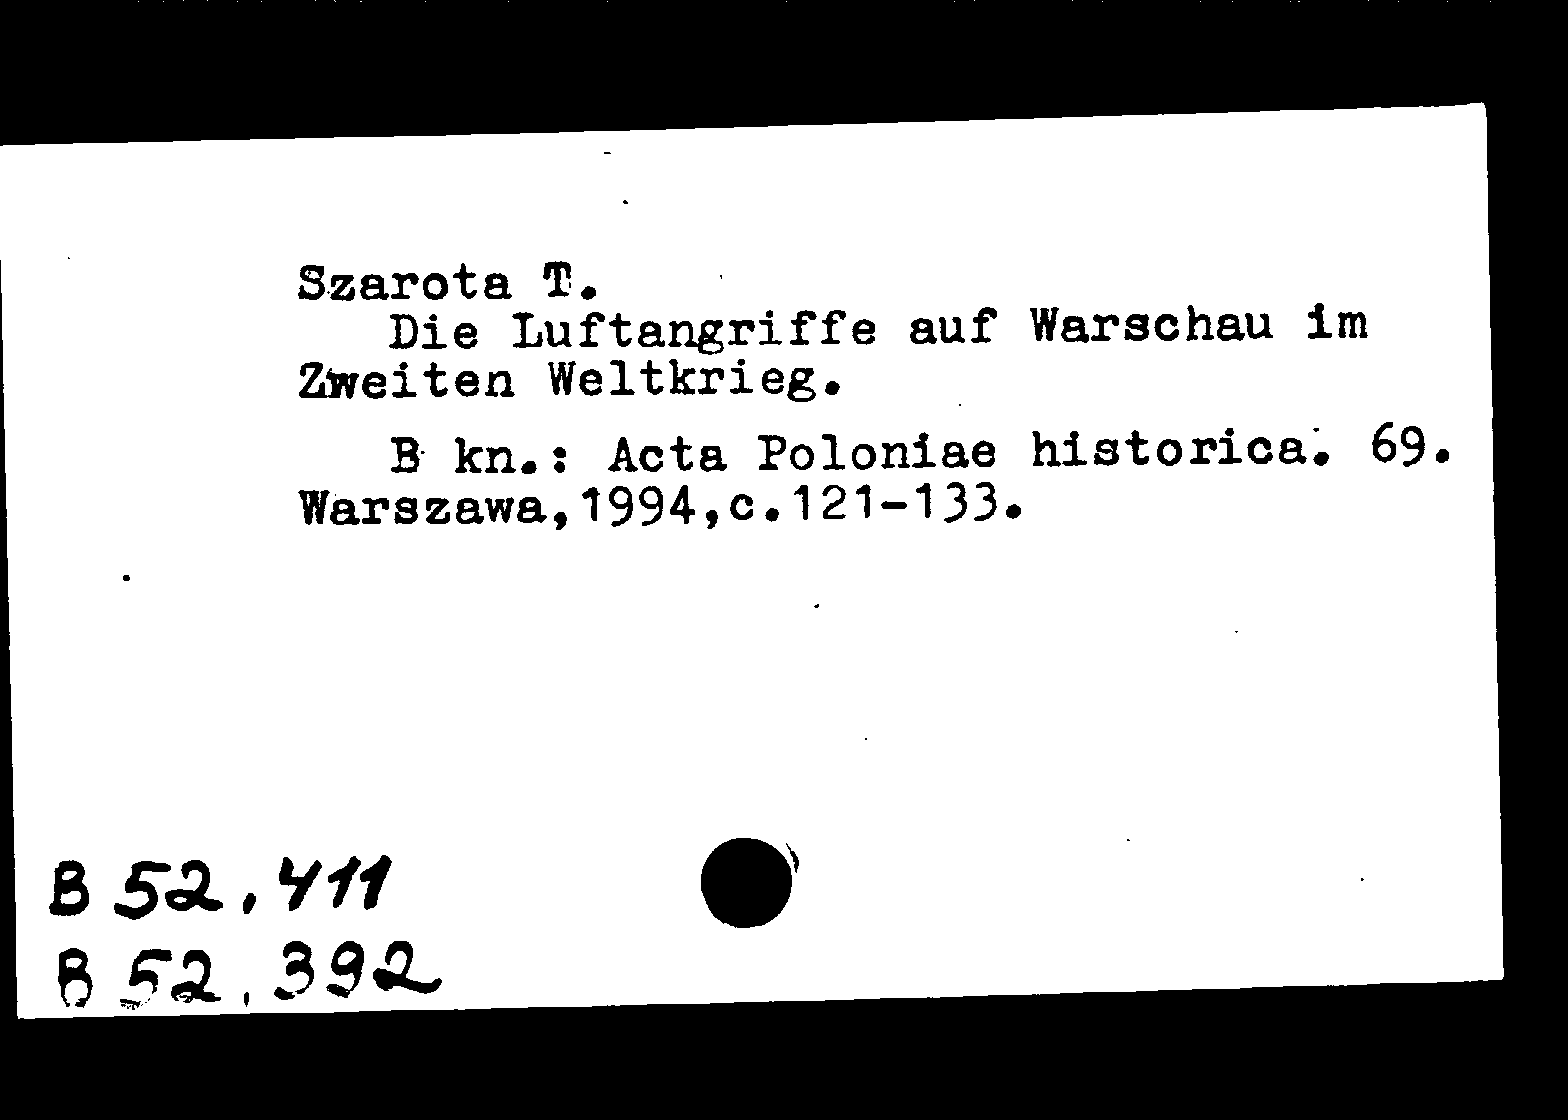 Szarota T.
Die Luftangriffe auf Warschau im
Zweiten Weltkrieg.
В кн.: Acta Poloniae historica. 69.
Warszawa,1994,с.121-133.
В 52.411
В 52.392